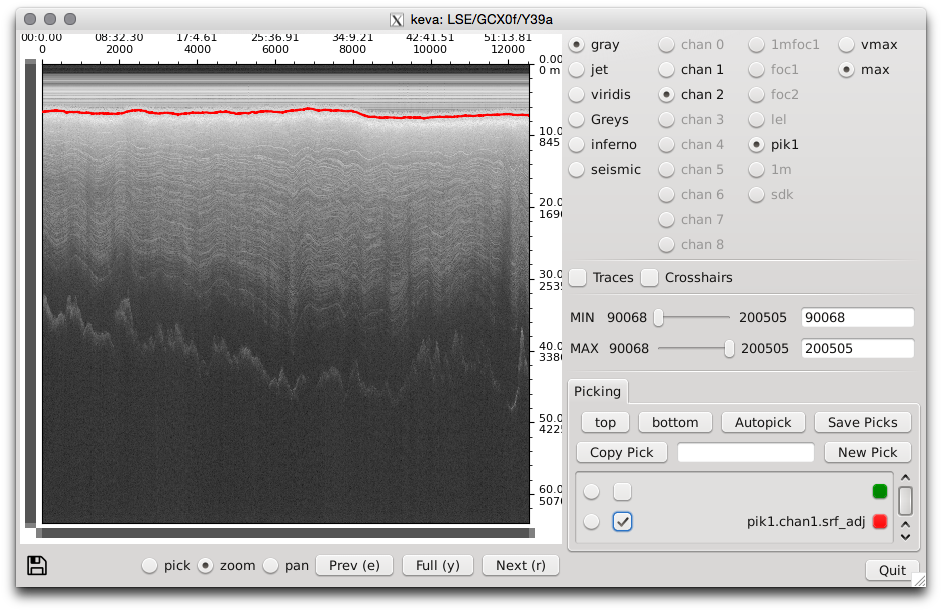 keva: LSE/GCX0f/Y39a
00:0.00 08:32.30 17:4.61 25:36.91 34:9.21 42:41.51 51:13.81
0 2000 4000 6000 8000 10000 12000
0.00
0 m
10.0
845
20.0
1690
30.0
2535
40.0
3380
50.0
4225
60.0
5070
gray chan 0 1mfoc1 vmax
jet chan 1 foc1 max
viridis chan 2 foc2
Greys chan 3 lel
inferno chan 4 pik1
seismic chan 5 1m
chan 6 sdk
chan 7
chan 8
Traces Crosshairs
MIN 90068 200505 90068
MAX 90068 200505 200505
Picking
top bottom Autopick Save Picks
Copy Pick New Pick
pik1.chan1.srf_adj
pick zoom pan Prev (e) Full (y) Next (r)
Quit